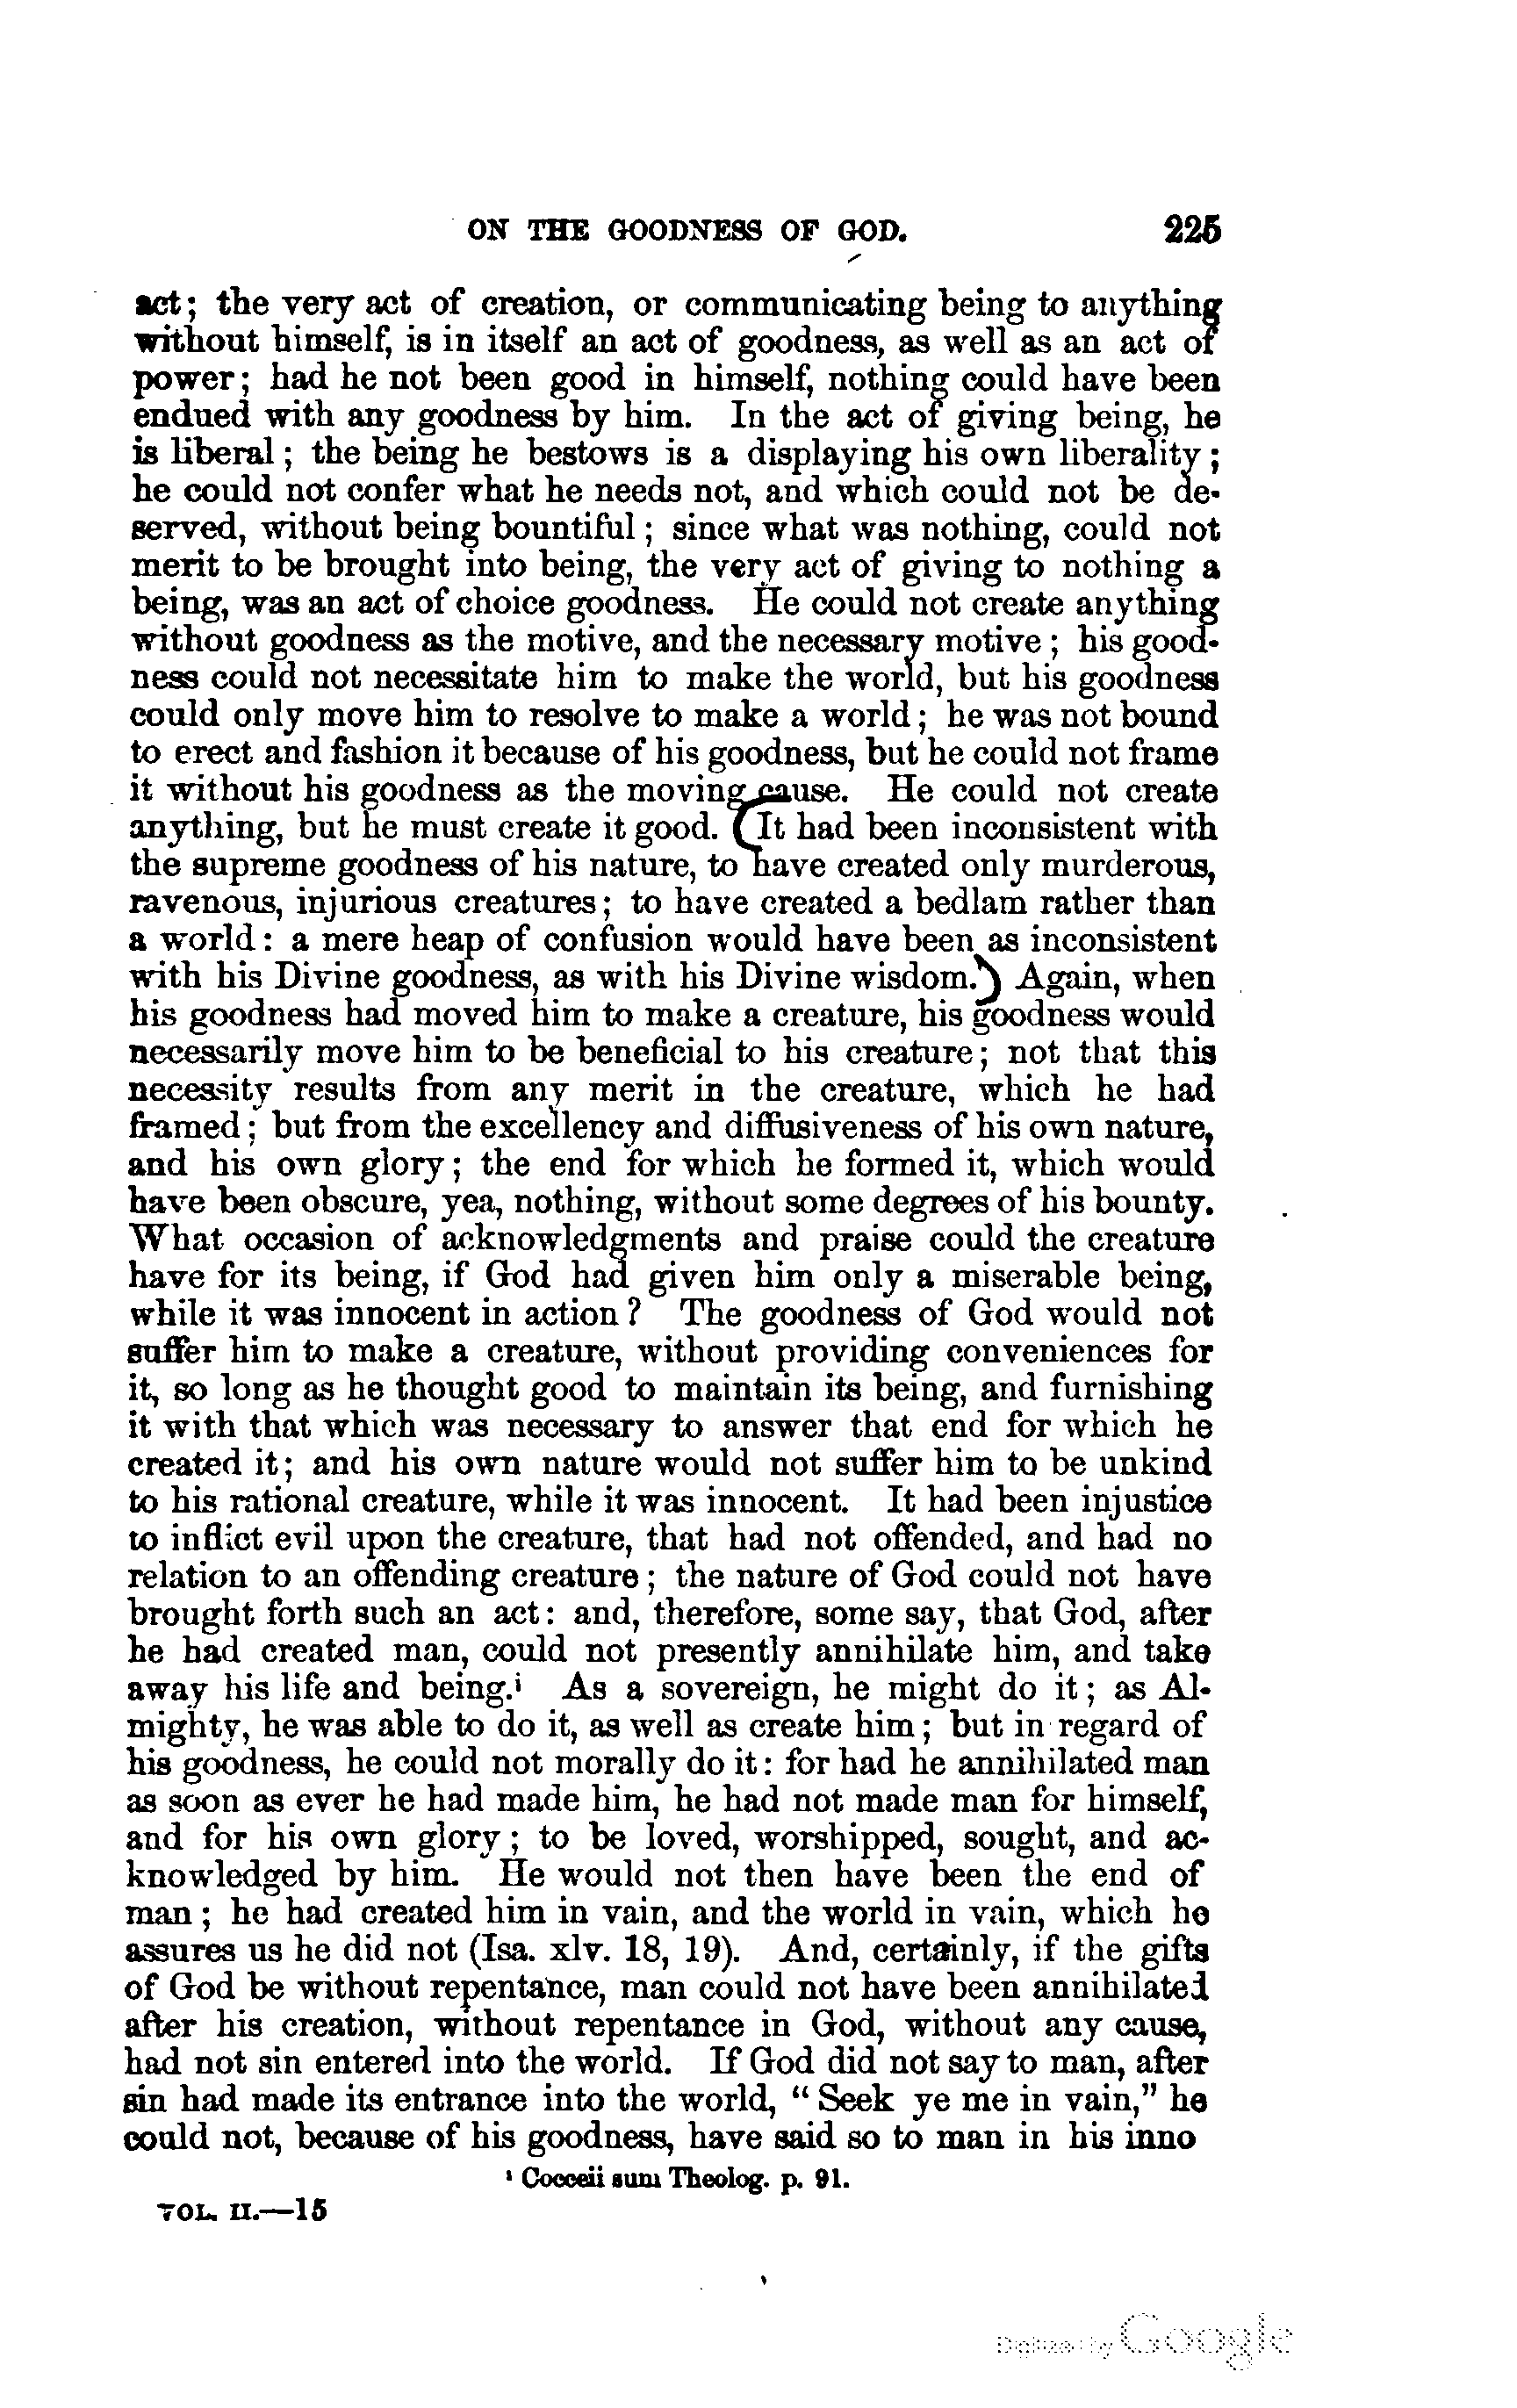 ON THE GOODNESS OF GOD. 225
act; the very act of creation, or communicating being to anything
without himself, is in itself an act of goodness, as well as an act of
power; had he not been good in himself, nothing could have been
endued with any goodness by him. In the act of giving being, he
is liberal; the being he bestows is a displaying his own liberality;
he could not confer what he needs not, and which could not be de-
served, without being bountiful; since what was nothing, could not
merit to be brought into being, the very act of giving to nothing a
being, was an act of choice goodness. He could not create anything
without goodness as the motive, and the necessary motive; his good-
ness could not necessitate him to make the world, but his goodness
could only move him to resolve to make a world; he was not bound
to erect and fashion it because of his goodness, but he could not frame
it without his goodness as the moving cause. He could not create
anything, but he must create it good. (It had been inconsistent with
the supreme goodness of his nature, to have created only murderous,
ravenous, injurious creatures; to have created a bedlam rather than
a world: a mere heap of confusion would have been as inconsistent
with his Divine goodness, as with his Divine wisdom.) Again, when
his goodness had moved him to make a creature, his goodness would
necessarily move him to be beneficial to his creature; not that this
necessity results from any merit in the creature, which he had
framed; but from the excellency and diffusiveness of his own nature,
and his own glory; the end for which he formed it, which would
have been obscure, yea, nothing, without some degrees of his bounty.
What occasion of acknowledgments and praise could the creature
have for its being, if God had given him only a miserable being,
while it was innocent in action? The goodness of God would not
suffer him to make a creature, without providing conveniences for
it, so long as he thought good to maintain its being, and furnishing
it with that which was necessary to answer that end for which he
created it; and his own nature would not suffer him to be unkind
to his rational creature, while it was innocent. It had been injustice
to inflict evil upon the creature, that had not offended, and had no
relation to an offending creature; the nature of God could not have
brought forth such an act: and, therefore, some say, that God, after
he had created man, could not presently annihilate him, and take
away his life and being.i As a sovereign, he might do it; as Al-
mighty, he was able to do it, as well as create him; but in regard of
his goodness, he could not morally do it: for had he annihilated man
as soon as ever he had made him, he had not made man for himself,
and for his own glory; to be loved, worshipped, sought, and ac-
knowledged by him. He would not then have been the end of
man; he had created him in vain, and the world in vain, which he
assures us he did not (Isa. xlv. 18, 19). And, certainly, if the gifts
of God be without repentance, man could not have been annihilated
after his creation, without repentance in God, without any cause,
had not sin entered into the world. If God did not say to man, after
sin had made its entrance into the world, "Seek ye me in vain," he
could not, because of his goodness, have said so to man in his inno
i Cocceii sum Theolog. p. 91.
VOL. II.—15
Digitized by Google